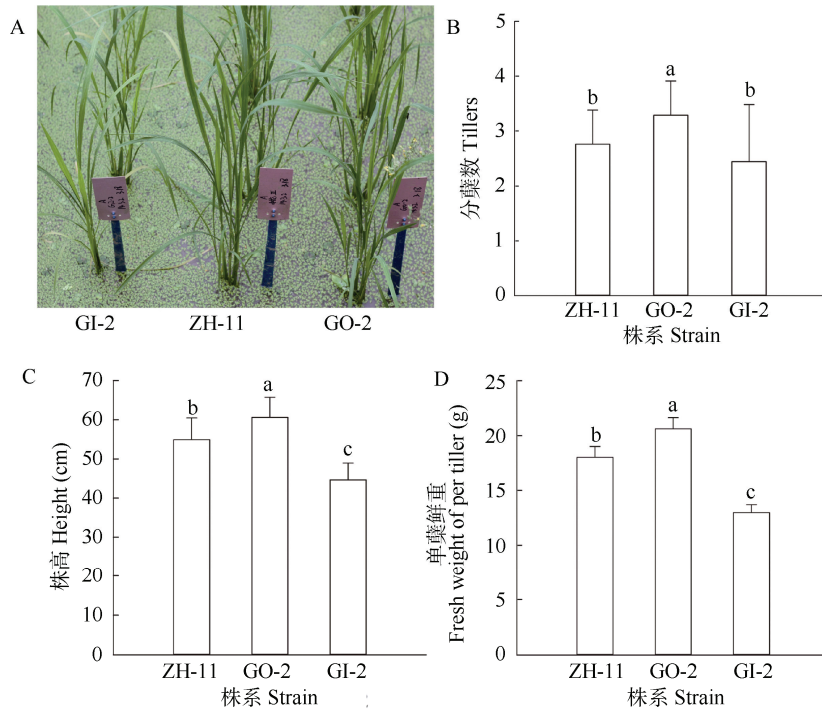 A
GI-2 ZH-11 GO-2
B
分蘖数 Tillers
5
4
3
2
1
0
b
a
b
ZH-11 GO-2 GI-2
株系 Strain
C
株高 Height (cm)
70
60
50
40
30
20
10
0
b
a
c
ZH-11 GO-2 GI-2
株系 Strain
D
单蘖鲜重
Fresh weight of per tiller (g)
25
20
15
10
5
0
b
a
c
ZH-11 GO-2 GI-2
株系 Strain